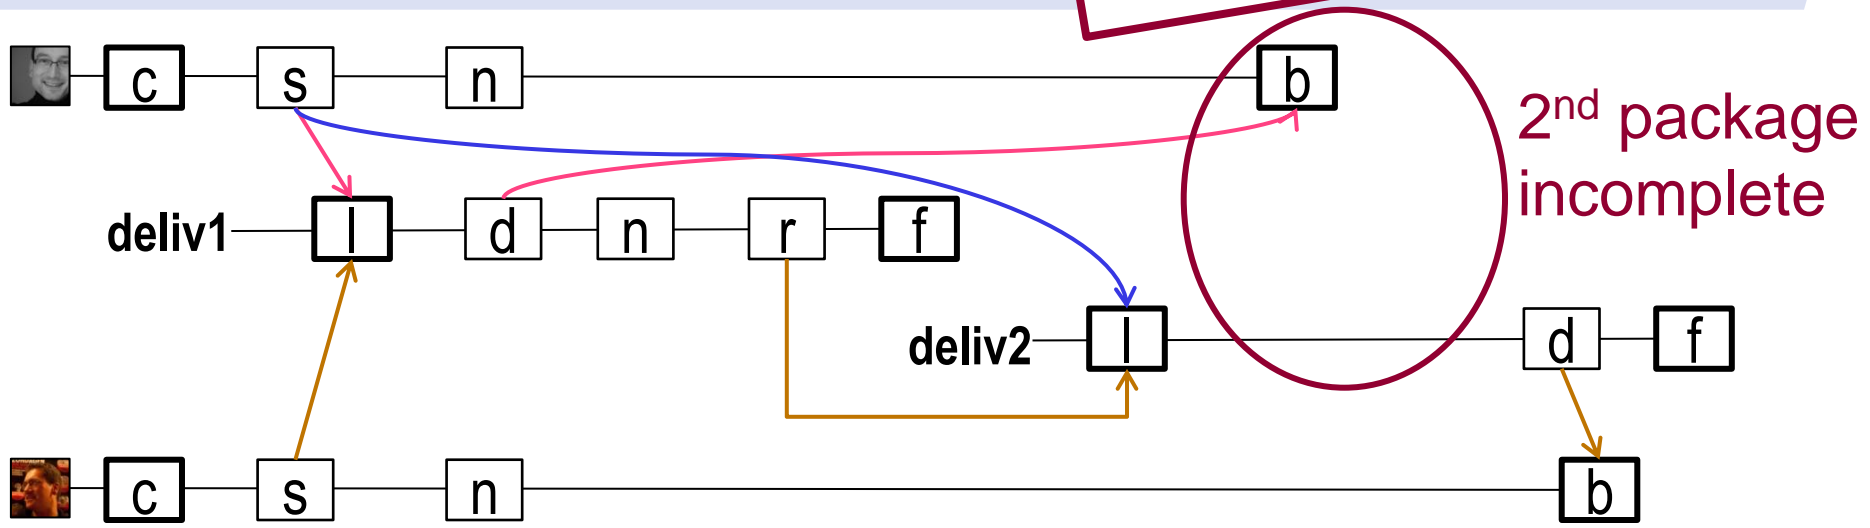 c s n b
2nd package
incomplete
deliv1 l d n r f
deliv2 l d f
c s n b